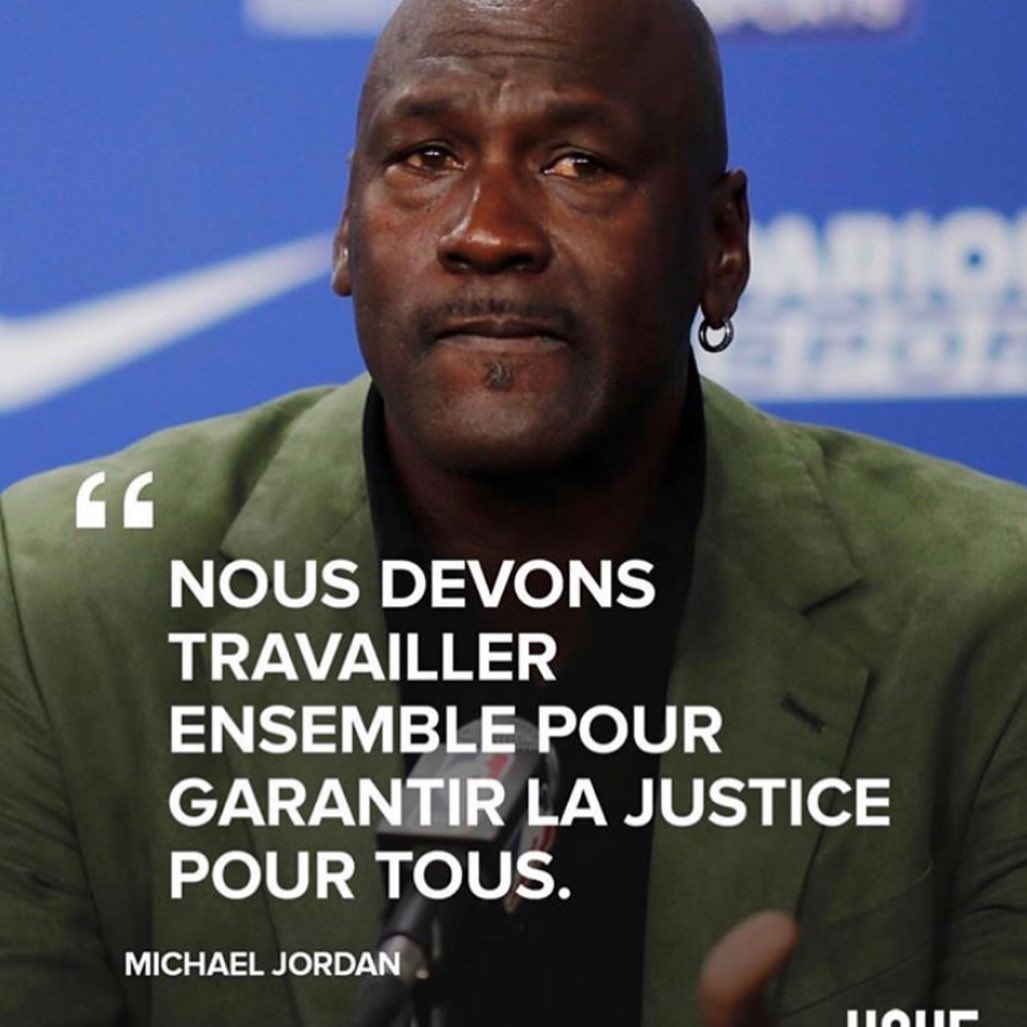 “
NOUS DEVONS
TRAVAILLER
ENSEMBLE POUR
GARANTIR LA JUSTICE
POUR TOUS.
MICHAEL JORDAN